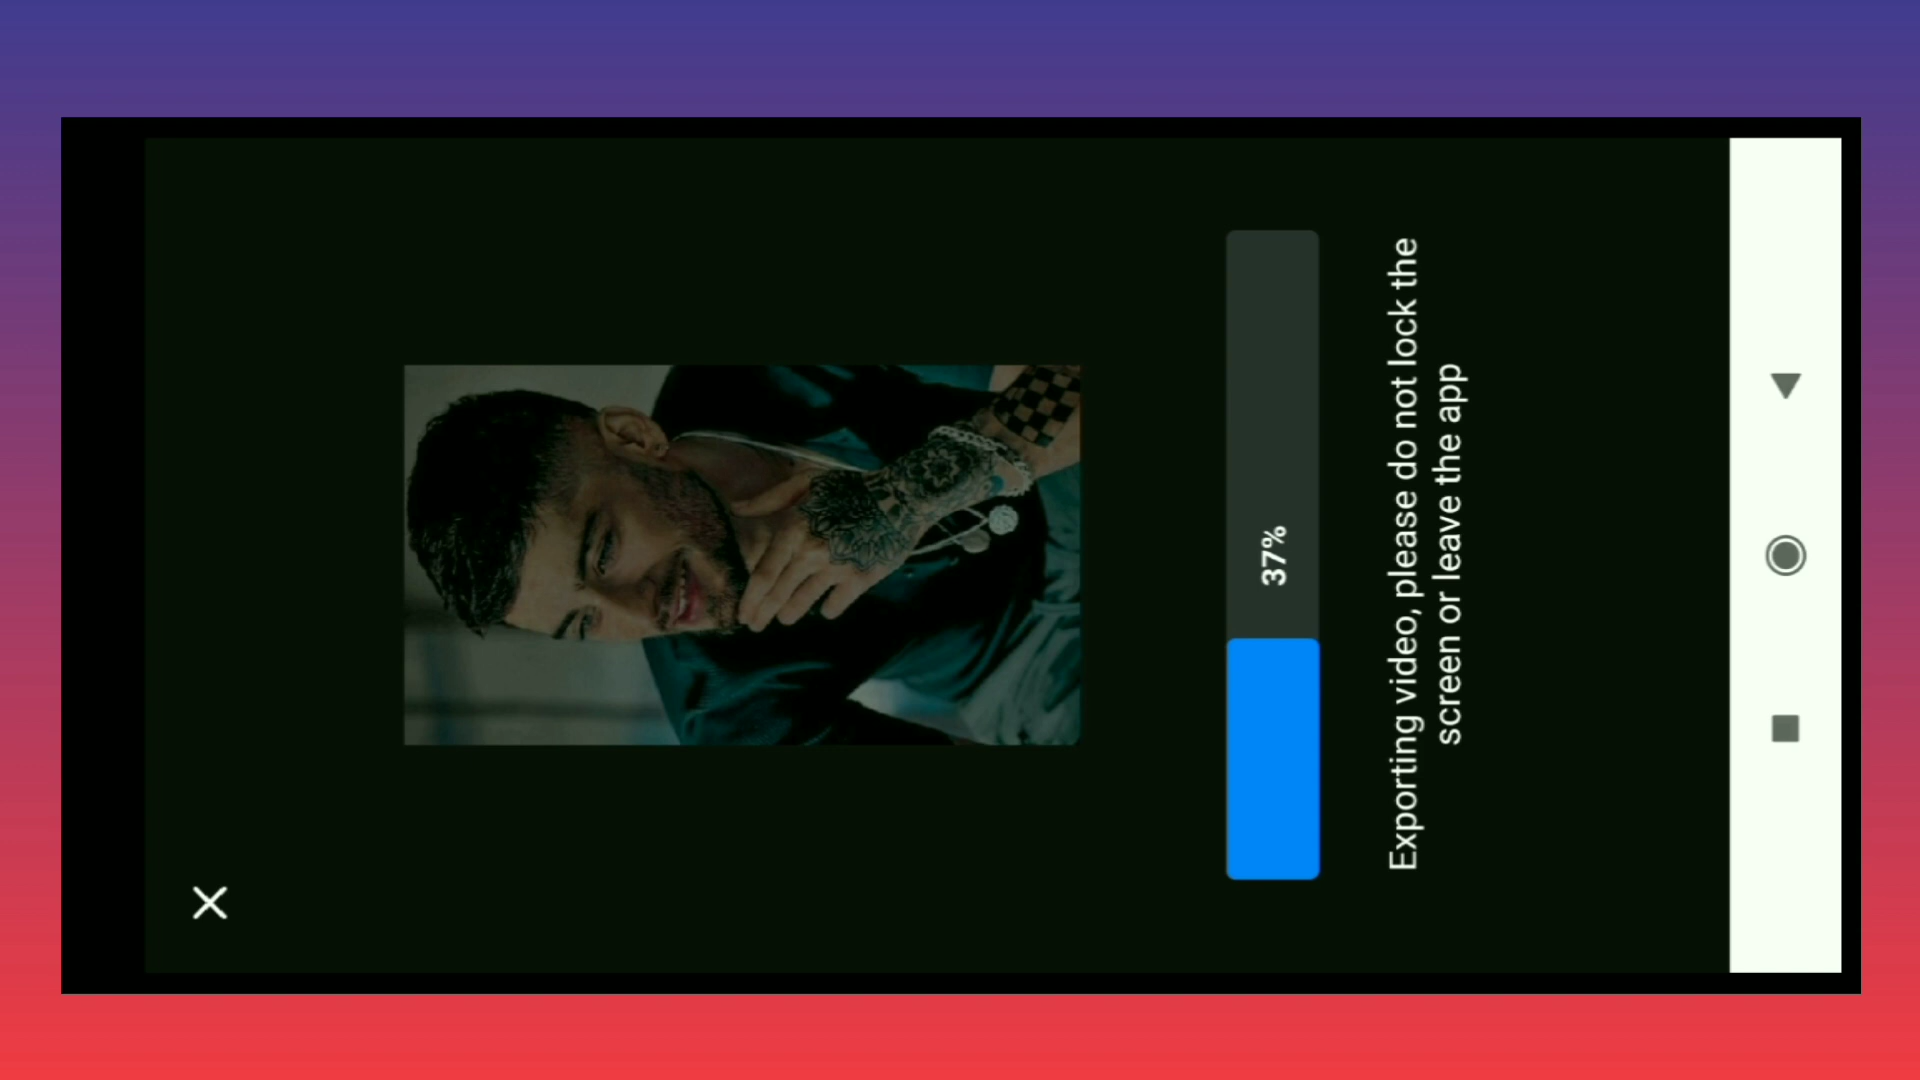 37%
Exporting video, please do not lock the
screen or leave the app